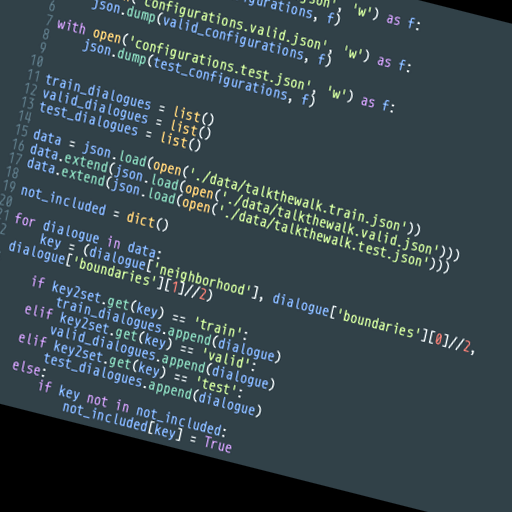 json', 'w') as f:
6 json.dump(valid_configurations, f)
7
8 with open('configurations.test.json', 'w') as f:
9 json.dump(test_configurations, f)
10
11
12 train_dialogues = list()
13 valid_dialogues = list()
14 test_dialogues = list()
15
16 data = json.load(open('./data/talkthewalk.train.json'))
17 data.extend(json.load(open('./data/talkthewalk.valid.json')))
18 data.extend(json.load(open('./data/talkthewalk.test.json')))
19
20 not_included = dict()
21
for dialogue in data:
key = (dialogue['neighborhood'], dialogue['boundaries'][0]//2,
dialogue['boundaries'][1]//2)
if key2set.get(key) == 'train':
train_dialogues.append(dialogue)
elif key2set.get(key) == 'valid':
valid_dialogues.append(dialogue)
elif key2set.get(key) == 'test':
test_dialogues.append(dialogue)
else:
if key not in not_included:
not_included[key] = True